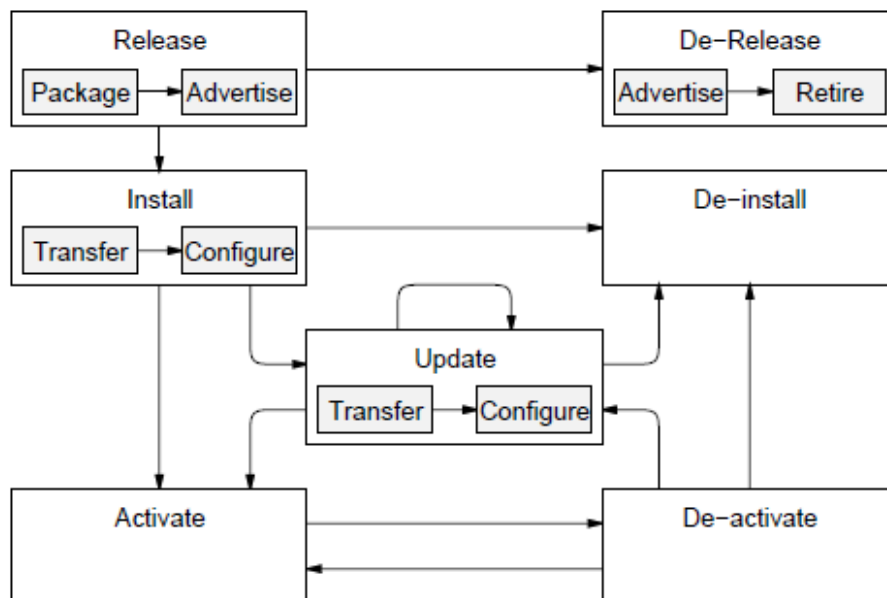 Release
Package
Advertise
De−Release
Advertise
Retire
Install
Transfer
Configure
De−install
Update
Transfer
Configure
Activate
De−activate